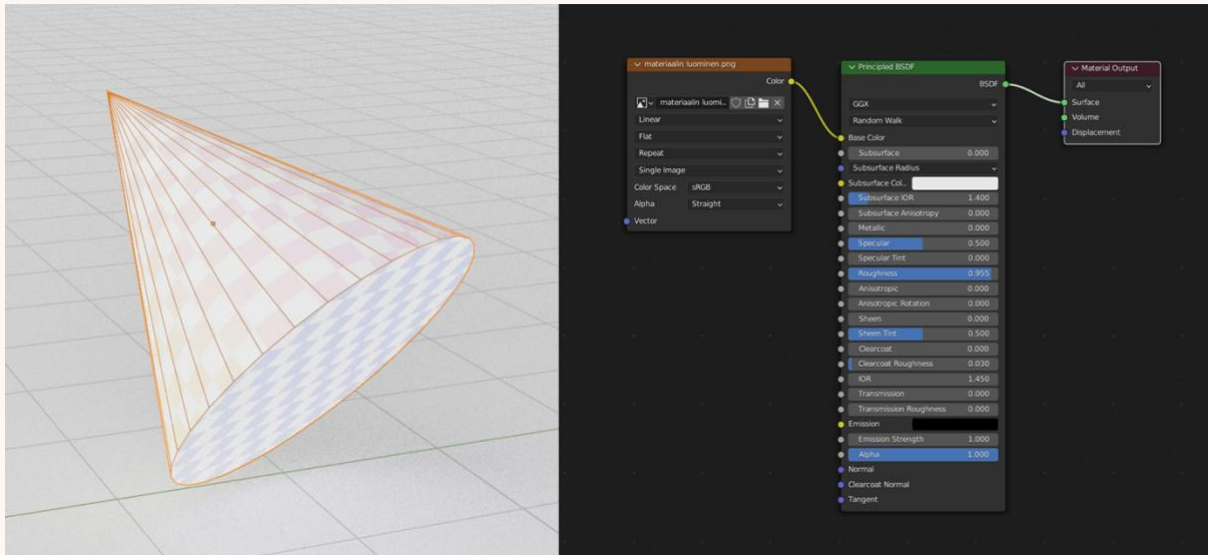 materiaalin luominen.png
Color
materiaalin luomi..
Linear
Flat
Repeat
Single Image
Color Space sRGB
Alpha Straight
Vector
Principled BSDF
BSDF
GGX
Random Walk
Base Color
Subsurface 0.000
Subsurface Radius
Subsurface Col..
Subsurface IOR 1.400
Subsurface Anisotropy 0.000
Metallic 0.000
Specular 0.500
Specular Tint 0.000
Roughness 0.955
Anisotropic 0.000
Anisotropic Rotation 0.000
Sheen 0.000
Sheen Tint 0.500
Clearcoat 0.000
Clearcoat Roughness 0.030
IOR 1.450
Transmission 0.000
Transmission Roughness 0.000
Emission
Emission Strength 1.000
Alpha 1.000
Normal
Clearcoat Normal
Tangent
Material Output
All
Surface
Volume
Displacement